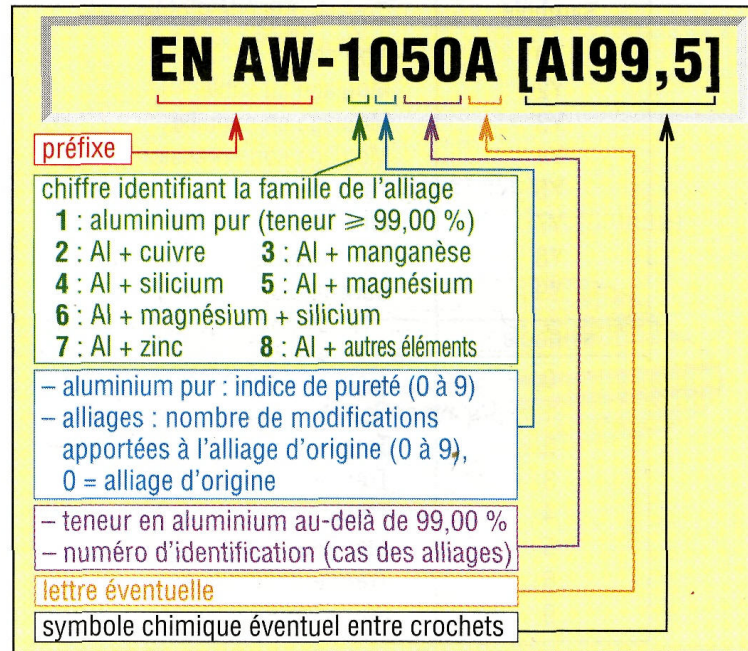 EN AW-1050A [Al99,5]
préfixe
chiffre identifiant la famille de l'alliage
1 : aluminium pur (teneur ⩾ 99,00 %)
2 : Al + cuivre 3 : Al + manganèse
4 : Al + silicium 5 : Al + magnésium
6 : Al + magnésium + silicium
7 : Al + zinc 8 : Al + autres éléments
– aluminium pur : indice de pureté (0 à 9)
– alliages : nombre de modifications
apportées à l'alliage d'origine (0 à 9),
0 = alliage d'origine
– teneur en aluminium au-delà de 99,00 %
– numéro d'identification (cas des alliages)
lettre éventuelle
symbole chimique éventuel entre crochets